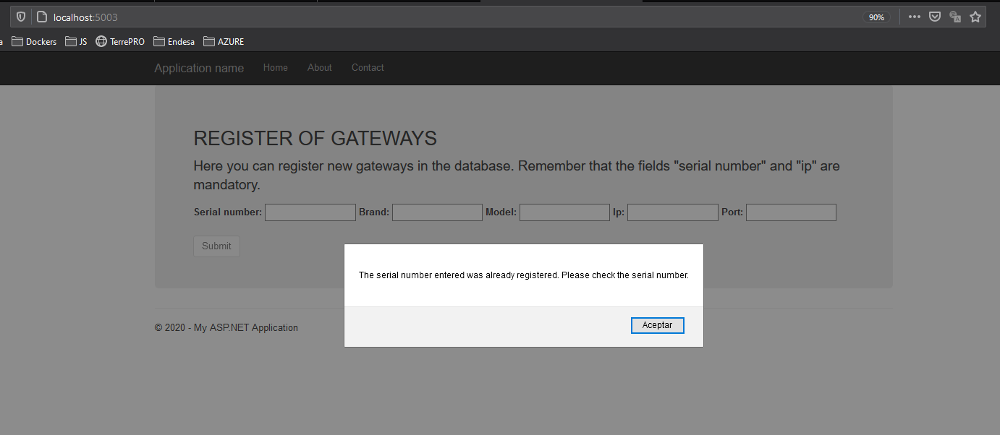 localhost:5003
90%
a Dockers JS TerrePRO Endesa AZURE
Application name Home About Contact
REGISTER OF GATEWAYS
Here you can register new gateways in the database. Remember that the fields "serial number" and "ip" are
mandatory.
Serial number: Brand: Model: Ip: Port:
Submit
The serial number entered was already registered. Please check the serial number.
Aceptar
© 2020 - My ASP.NET Application